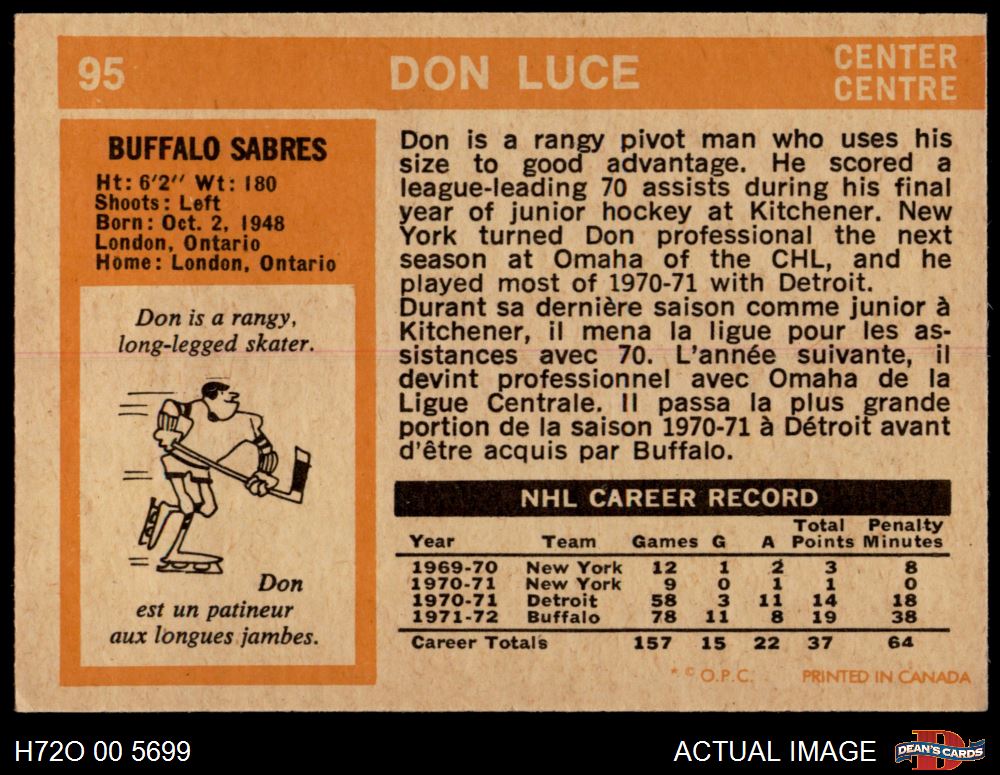 95 DON LUCE CENTER
CENTRE
BUFFALO SABRES
Ht: 6'2'' Wt: 180
Shoots: Left
Born: Oct. 2, 1948
London, Ontario
Home: London, Ontario
Don is a rangy,
long-legged skater.
Don
est un patineur
aux longues jambes.
Don is a rangy pivot man who uses his
size to good advantage. He scored a
league-leading 70 assists during his final
year of junior hockey at Kitchener. New
York turned Don professional the next
season at Omaha of the CHL, and he
played most of 1970-71 with Detroit.
Durant sa dernière saison comme junior à
Kitchener, il mena la ligue pour les as-
sistances avec 70. L'année suivante, il
devint professionnel avec Omaha de la
Ligue Centrale. Il passa la plus grande
portion de la saison 1970-71 à Détroit avant
d'être acquis par Buffalo.
NHL CAREER RECORD
Year Team Games G A Total Points Penalty Minutes
1969-70 New York 12 1 2 3 8
1970-71 New York 9 0 1 1 0
1970-71 Detroit 58 3 11 14 18
1971-72 Buffalo 78 11 8 19 38
Career Totals 157 15 22 37 64
* © O.P.C. PRINTED IN CANADA
H72O 00 5699 ACTUAL IMAGE DEAN'S CARDS